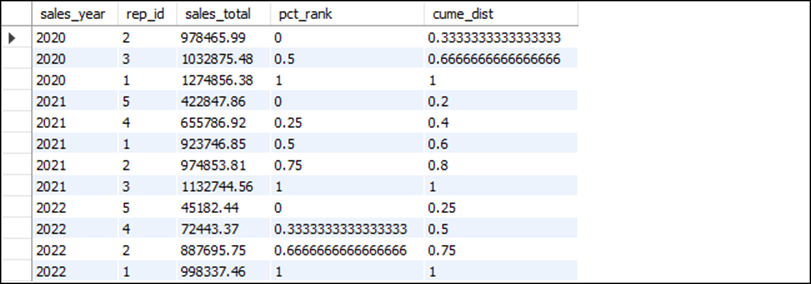 sales_year rep_id sales_total pct_rank cume_dist
2020 2 978465.99 0 0.3333333333333333
2020 3 1032875.48 0.5 0.6666666666666666
2020 1 1274856.38 1 1
2021 5 422847.86 0 0.2
2021 4 655786.92 0.25 0.4
2021 1 923746.85 0.5 0.6
2021 2 974853.81 0.75 0.8
2021 3 1132744.56 1 1
2022 5 45182.44 0 0.25
2022 4 72443.37 0.3333333333333333 0.5
2022 2 887695.75 0.6666666666666666 0.75
2022 1 998337.46 1 1